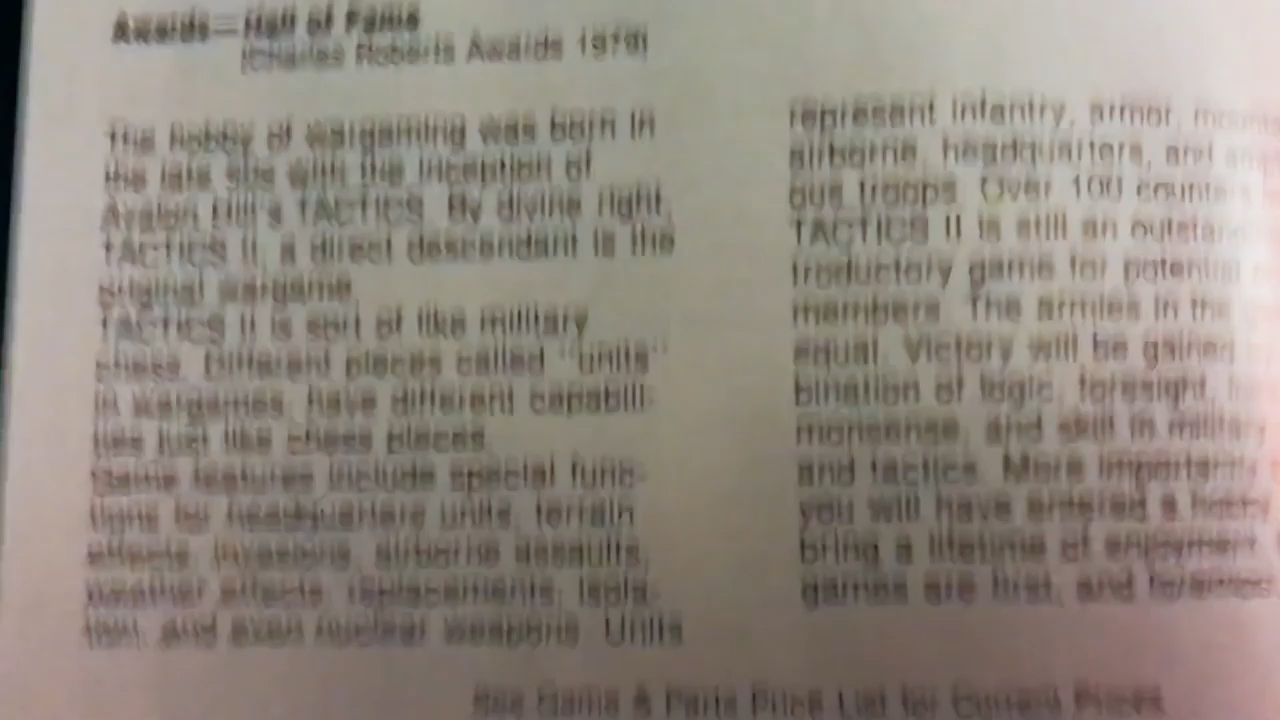 Awards—Hall of Fame
(Charles Roberts Awards 1979)
The hobby of wargaming was born in
the late 50s with the inception of
Avalon Hill's TACTICS. By divine right,
TACTICS II, a direct descendant is the
original wargame.
TACTICS II is sort of like military
chess. Different pieces called "units"
in wargames, have different capabili-
ties just like chess pieces.
Game features include special func-
tions by headquarters units, terrain
effects, invasions, airborne assaults,
weather effects, replacements, isola-
tion, and even nuclear weapons. Units
represent infantry, armor,
airborne, headquarters, and
ous troops. Over 100
TACTICS II is still an
troductory game for
members. The armies in the
equal. Victory will be gained
bination of logic, foresight,
monsense, and skill in military
and tactics. More importantly
you will have entered a hobby
bring a lifetime of enjoyment.
games are first, and
See Game & Parts Price List for Current Prices